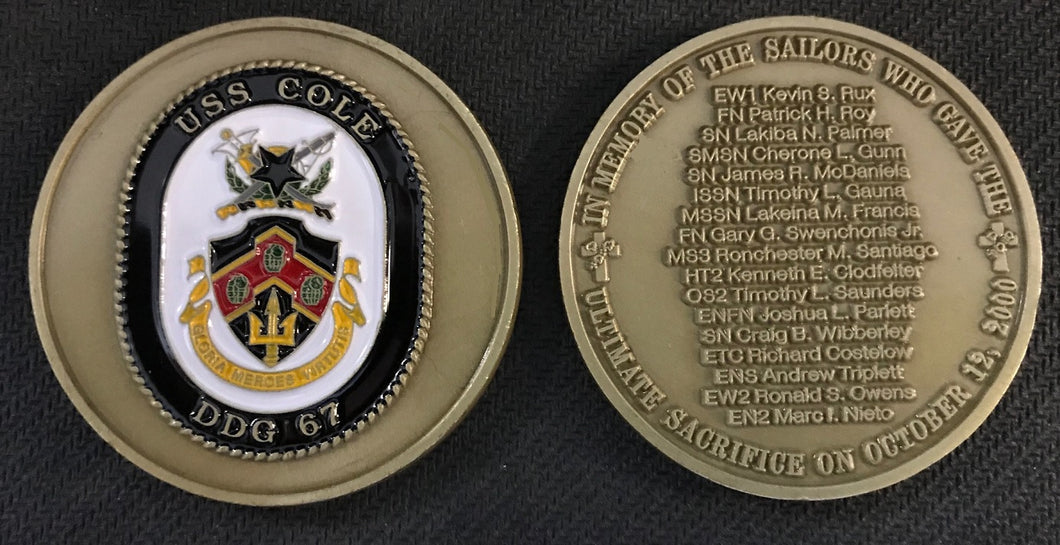 USS COLE
GLORIA MERCES VIRTUTIS
DDG 67
IN MEMORY OF THE SAILORS WHO GAVE THE
EW1 Kevin S. Rux
FN Patrick H. Roy
SN Lakiba N. Palmer
SMSN Cherone L. Gunn
SN James R. McDaniels
ISSN Timothy L. Gauna
MSSN Lakeina M. Francis
FN Gary G. Swenchonis Jr.
MS3 Ronchester M. Santiago
HT2 Kenneth E. Clodfelter
OS2 Timothy L. Saunders
ENFN Joshua L. Parlett
SN Craig B. Wibberley
ETC Richard Costelow
ENS Andrew Triplett
EW2 Ronald S. Owens
EN2 Marc I. Nieto
ULTIMATE SACRIFICE ON OCTOBER 12, 2000